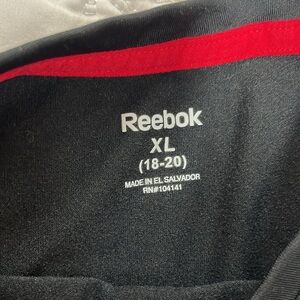 Reebok
XL
(18-20)
MADE IN EL SALVADOR
RN#104141